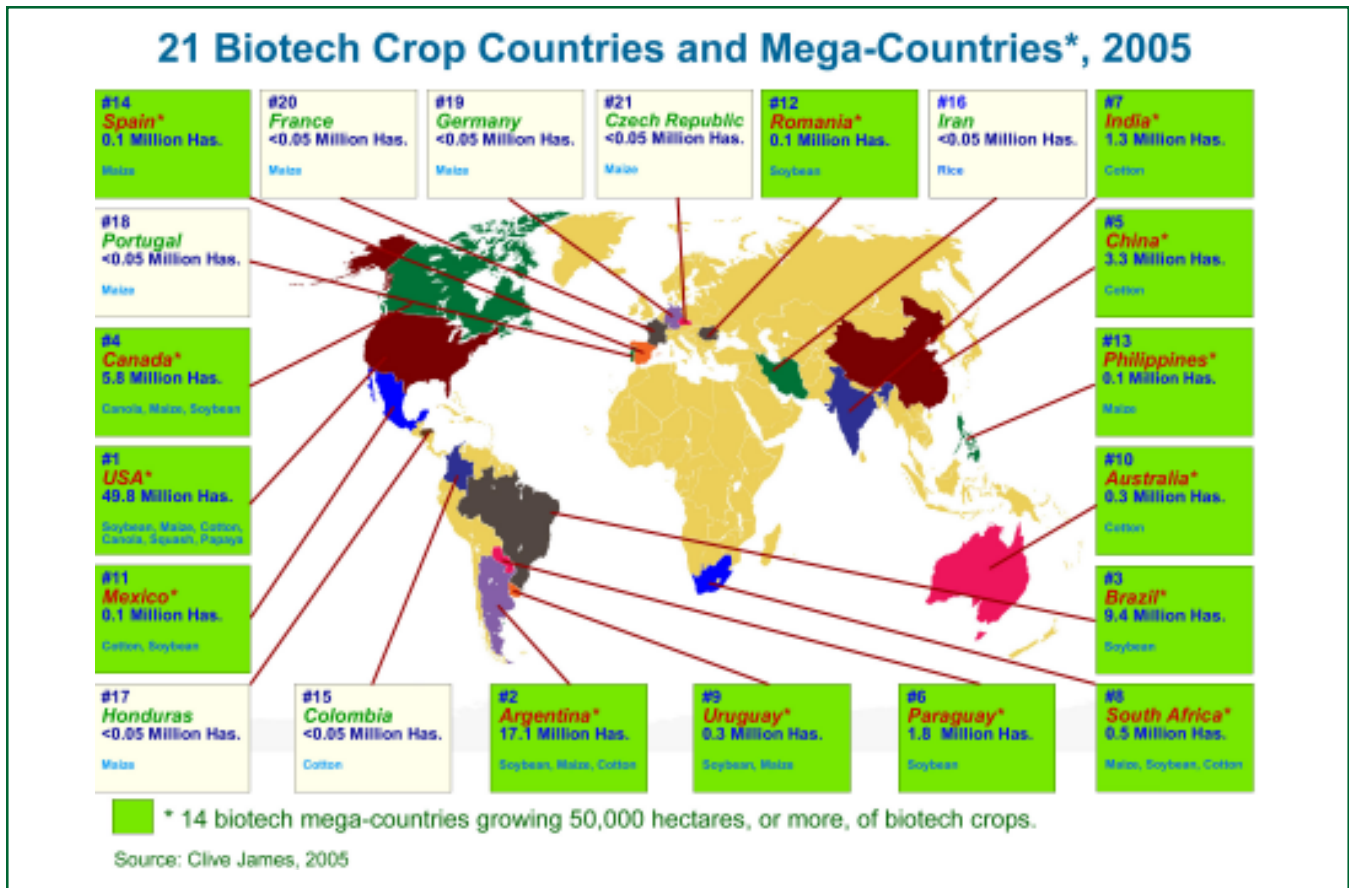 21 Biotech Crop Countries and Mega-Countries*, 2005
#14
Spain*
0.1 Million Has.
Maize
#20
France
<0.05 Million Has.
Maize
#19
Germany
<0.05 Million Has.
Maize
#21
Czech Republic
<0.05 Million Has.
Maize
#12
Romania*
0.1 Million Has.
Soybean
#16
Iran
<0.05 Million Has.
Rice
#7
India*
1.3 Million Has.
Cotton
#18
Portugal
<0.05 Million Has.
Maize
#5
China*
3.3 Million Has.
Cotton
#4
Canada*
5.8 Million Has.
Canola, Maize, Soybean
#13
Philippines*
0.1 Million Has.
Maize
#1
USA*
49.8 Million Has.
Soybean, Maize, Cotton,
Canola, Squash, Papaya
#10
Australia*
0.3 Million Has.
Cotton
#11
Mexico*
0.1 Million Has.
Cotton, Soybean
#3
Brazil*
9.4 Million Has.
Soybean
#17
Honduras
<0.05 Million Has.
Maize
#15
Colombia
<0.05 Million Has.
Cotton
#2
Argentina*
17.1 Million Has.
Soybean, Maize, Cotton
#9
Uruguay*
0.3 Million Has.
Soybean, Maize
#6
Paraguay*
1.8 Million Has.
Soybean
#8
South Africa*
0.5 Million Has.
Maize, Soybean, Cotton
* 14 biotech mega-countries growing 50,000 hectares, or more, of biotech crops.
Source: Clive James, 2005